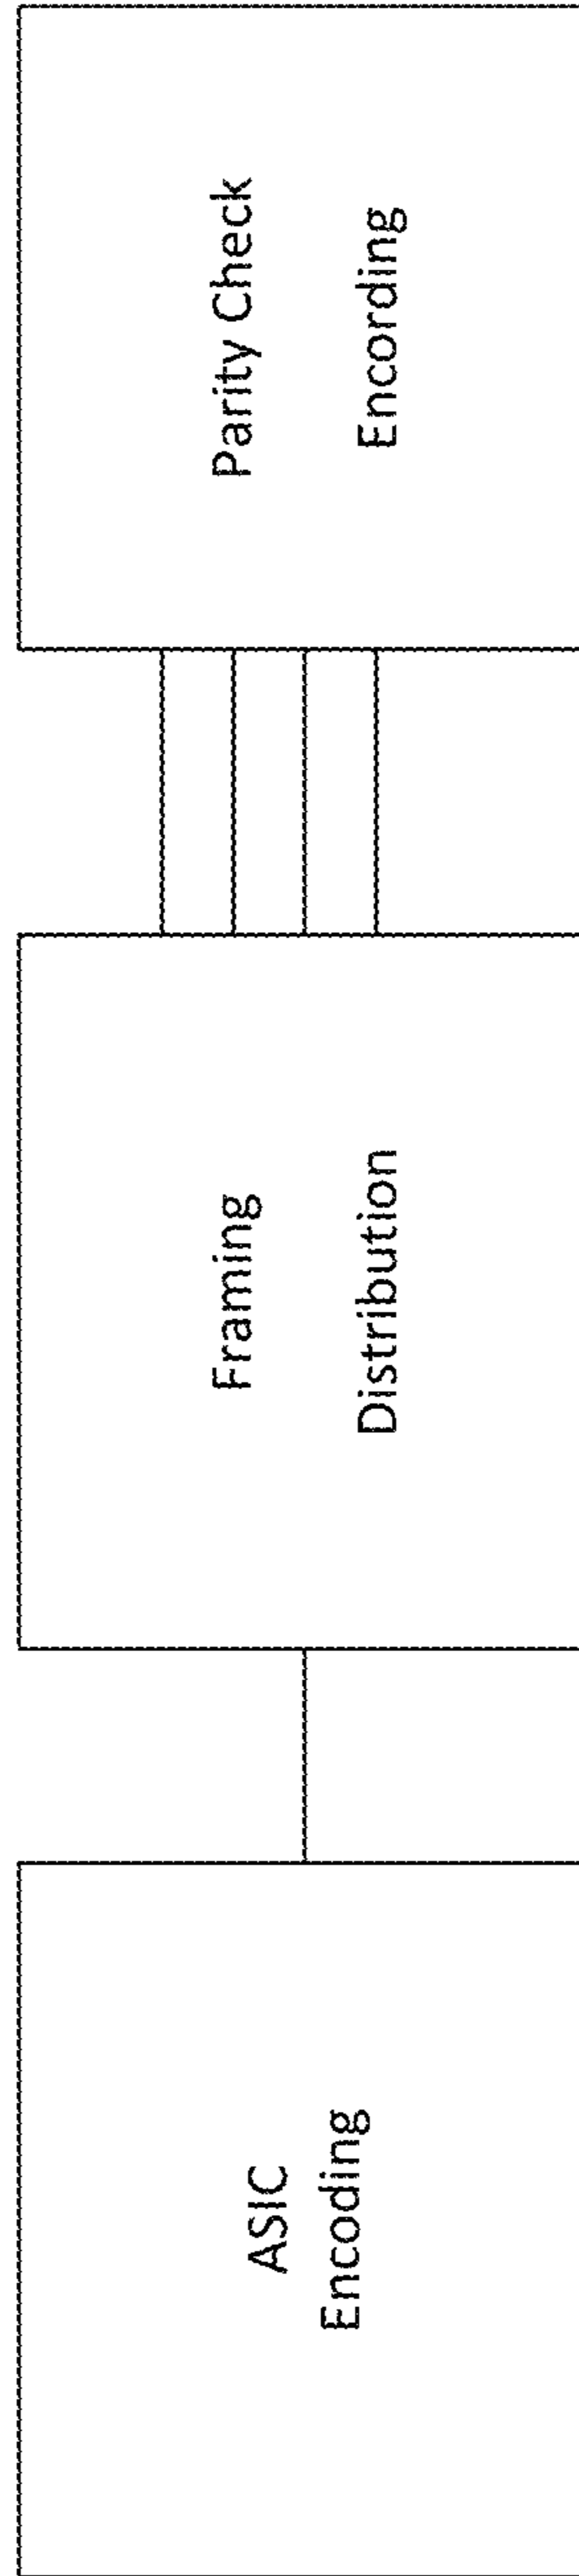 ASIC
Encoding
Framing
Distribution
Parity Check
Encording